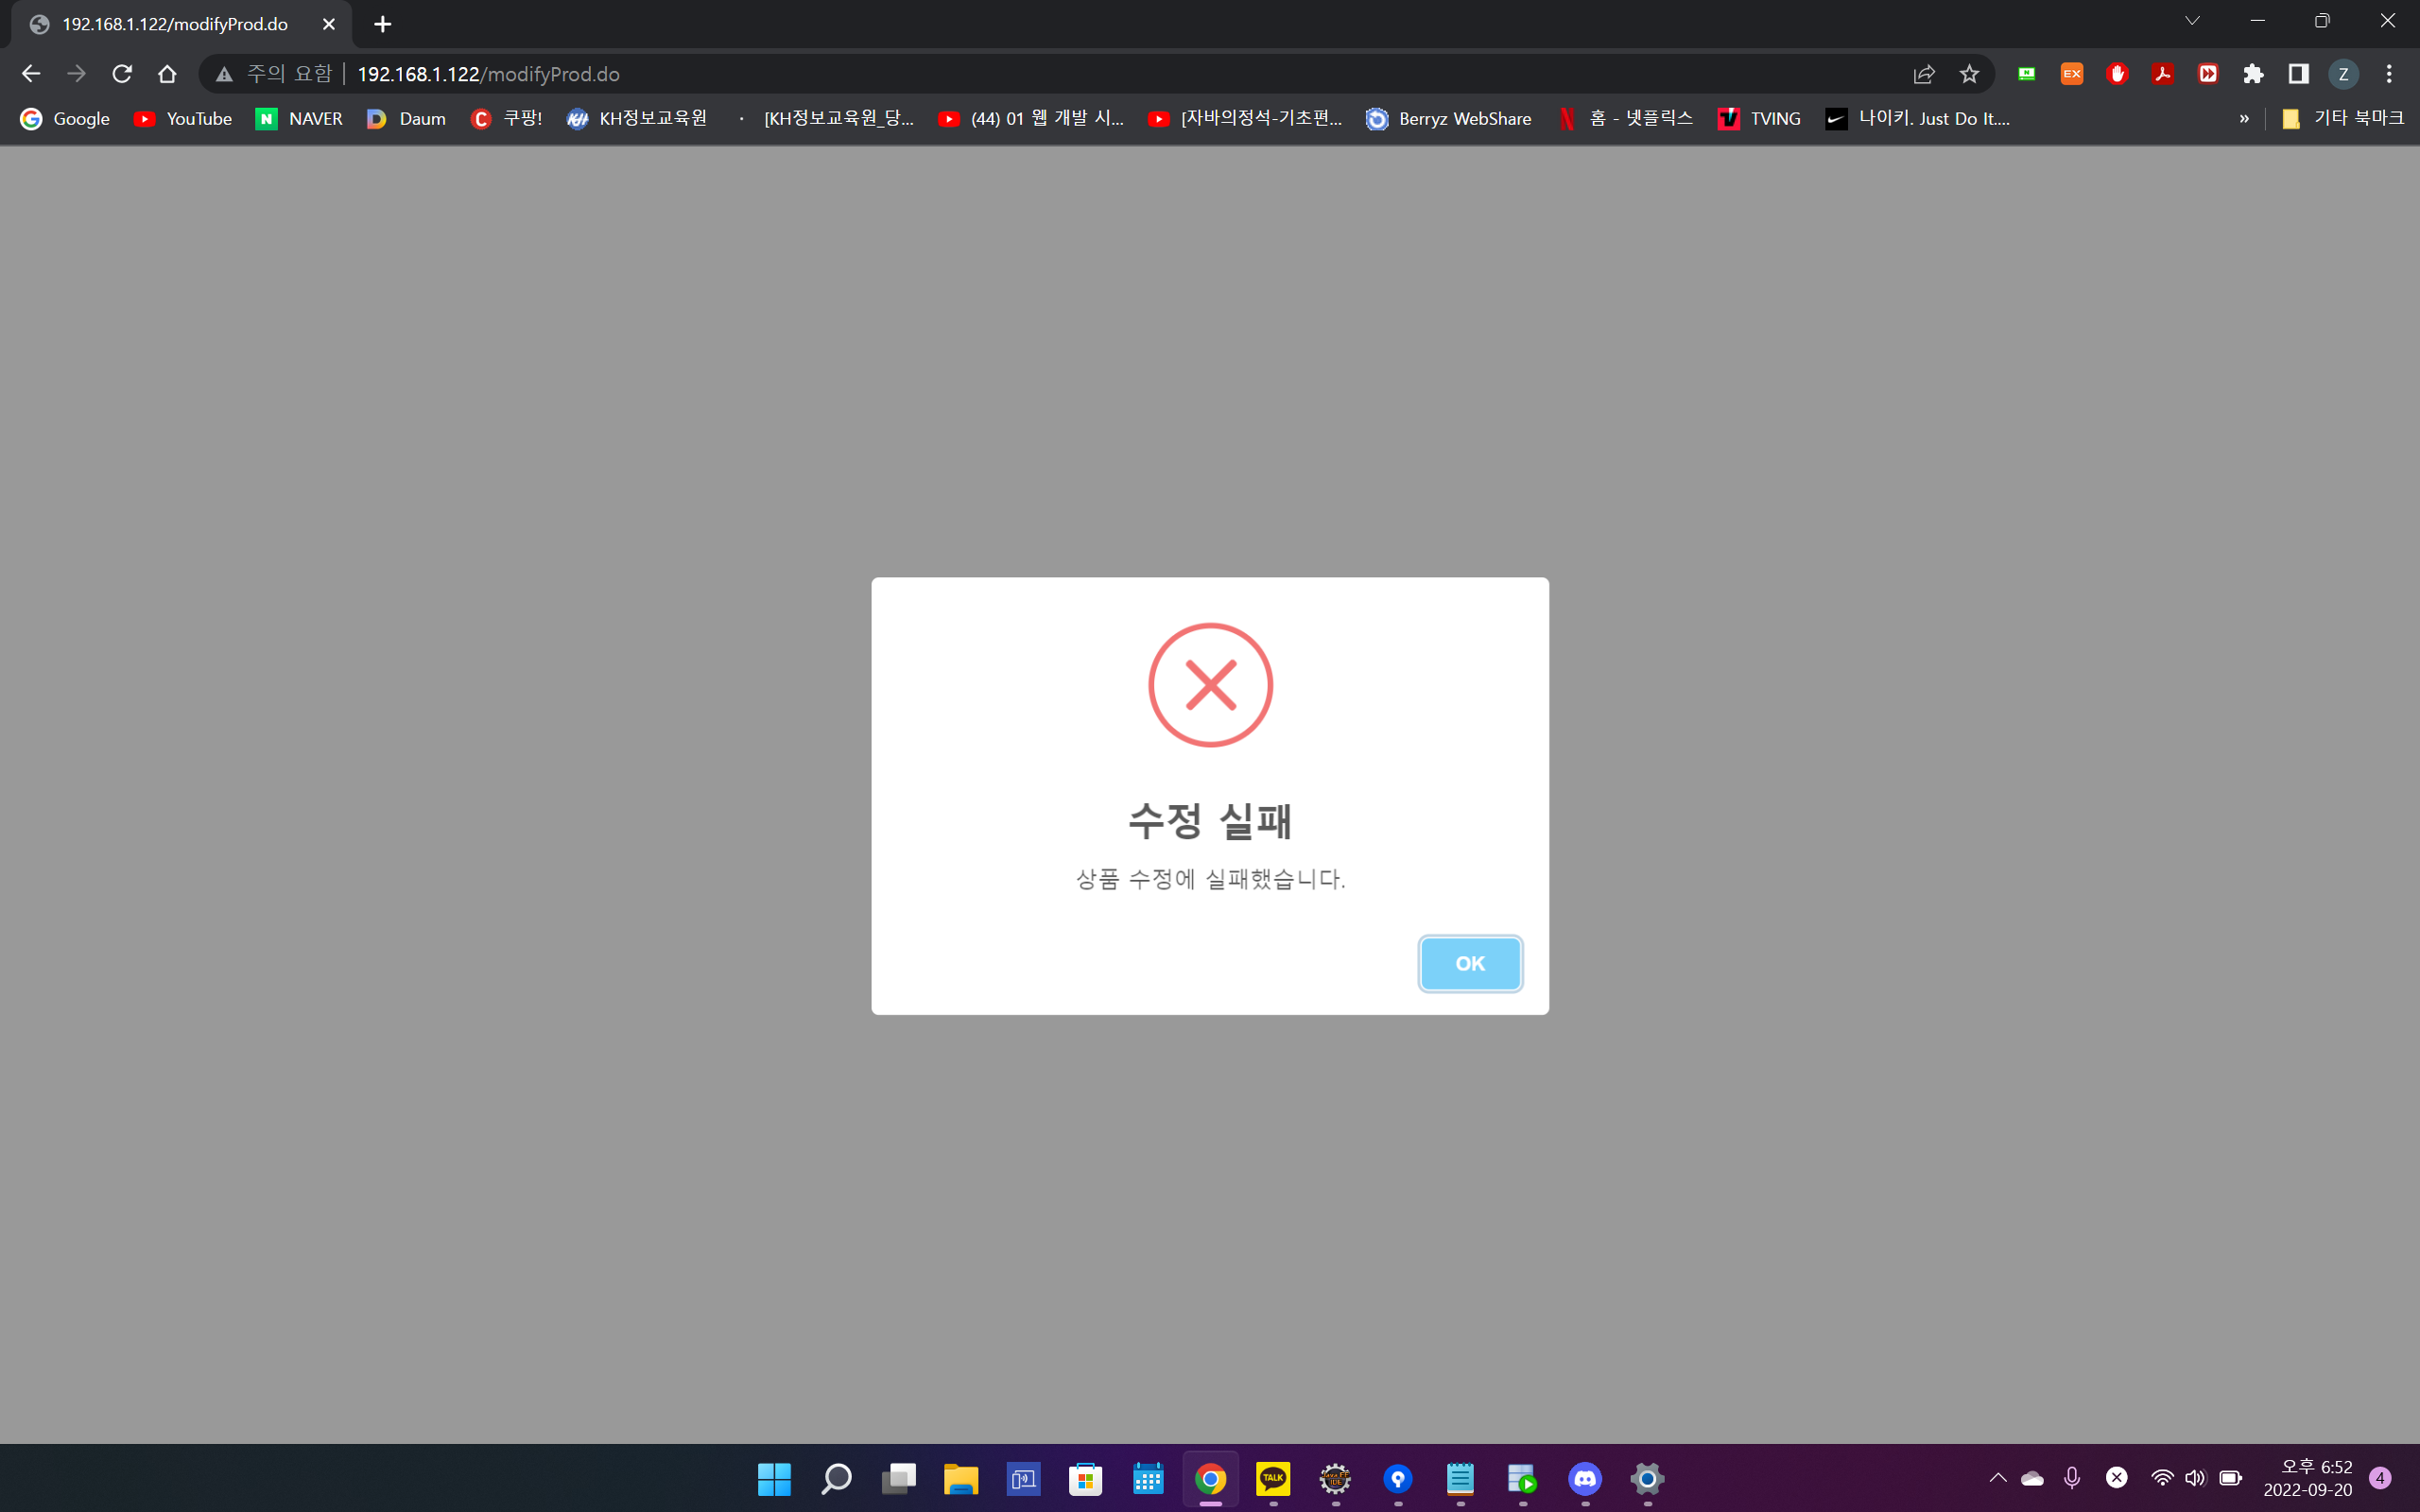 192.168.1.122/modifyProd.do
주의 요함 192.168.1.122/modifyProd.do
EX Z
Google YouTube NAVER Daum 쿠팡! KH정보교육원 [KH정보교육원_당... (44) 01 웹 개발 시... [자바의정석-기초편... Berryz WebShare 홈 - 넷플릭스 TVING 나이키. Just Do It.... » 기타 북마크
수정 실패
상품 수정에 실패했습니다.
OK
TALK
오후 6:52
2022-09-20
4